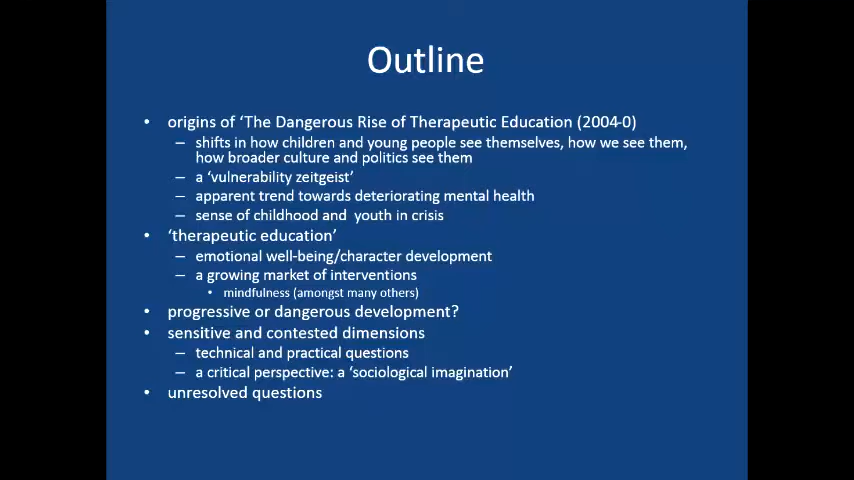 Outline
• origins of ‘The Dangerous Rise of Therapeutic Education (2004-0)
– shifts in how children and young people see themselves, how we see them,
how broader culture and politics see them
– a ‘vulnerability zeitgeist’
– apparent trend towards deteriorating mental health
– sense of childhood and youth in crisis
• ‘therapeutic education’
– emotional well-being/character development
– a growing market of interventions
• mindfulness (amongst many others)
• progressive or dangerous development?
• sensitive and contested dimensions
– technical and practical questions
– a critical perspective: a ‘sociological imagination’
• unresolved questions